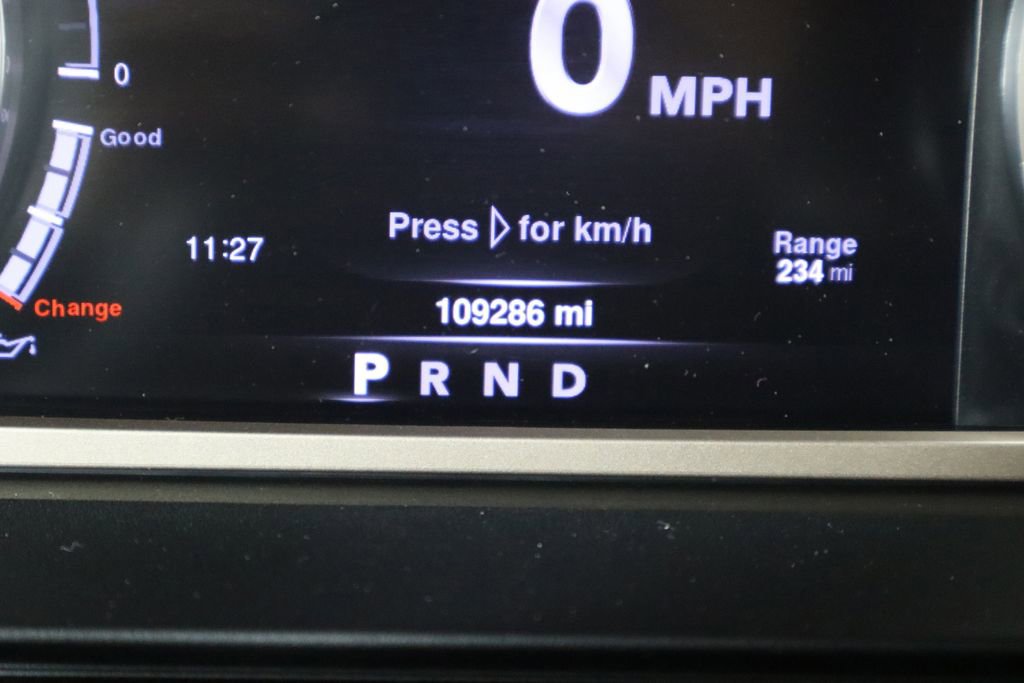 0
MPH
0
Good
Press ▷ for km/h
11:27
Range
234 mi
Change
109286 mi
P R N D